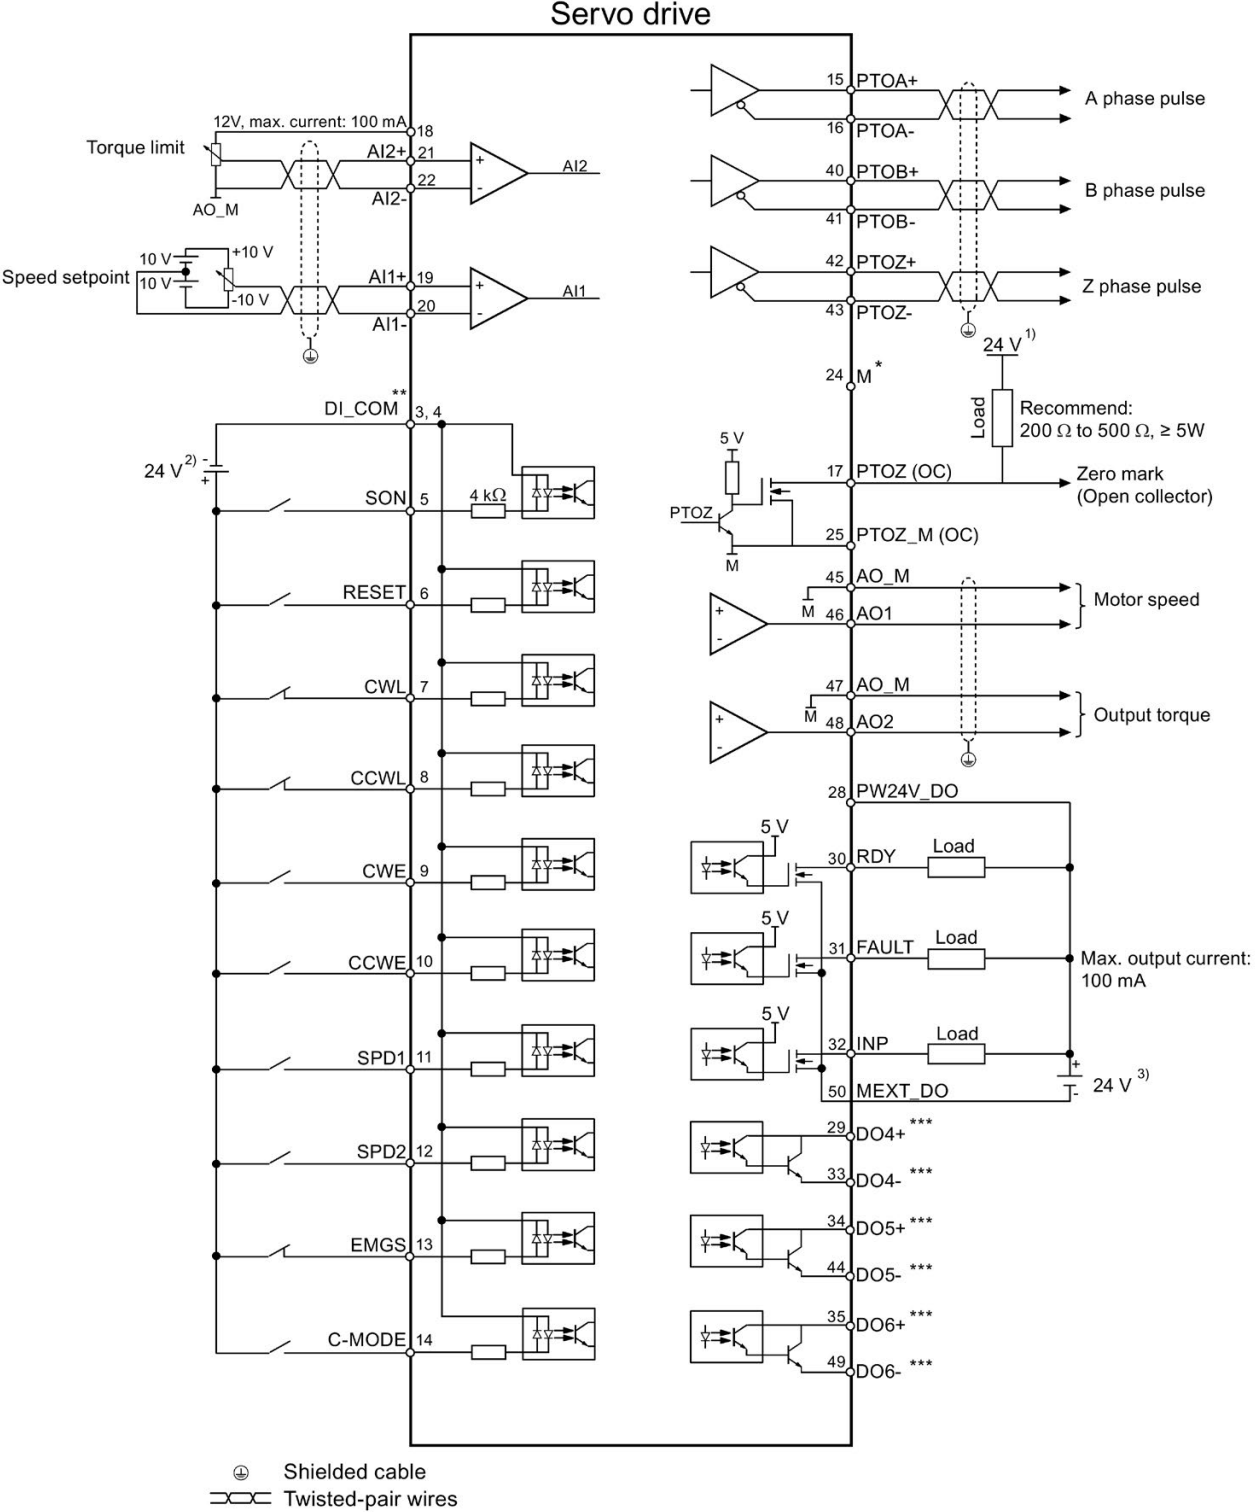 Servo drive
12V, max. current: 100 mA
18
Torque limit
AI2+
21
22
AI2-
AO_M
+
-
AI2
10 V
+10 V
Speed setpoint
10 V
-10 V
AI1+
19
20
AI1-
+
-
AI1
DI_COM**
3, 4
24 V 2)
-
+
SON
5
4 kΩ
RESET
6
CWL
7
CCWL
8
CWE
9
CCWE
10
SPD1
11
SPD2
12
EMGS
13
C-MODE
14
15
PTOA+
16
PTOA-
A phase pulse
40
PTOB+
41
PTOB-
B phase pulse
42
PTOZ+
43
PTOZ-
Z phase pulse
24
M*
24 V 1)
Load
Recommend:
200 Ω to 500 Ω, ≥ 5W
5 V
PTOZ
M
17
PTOZ (OC)
Zero mark
(Open collector)
25
PTOZ_M (OC)
45
AO_M
M
46
AO1
+
-
Motor speed
47
AO_M
M
48
AO2
+
-
Output torque
28
PW24V_DO
5 V
30
RDY
Load
5 V
31
FAULT
Load
Max. output current:
100 mA
5 V
32
INP
Load
50
MEXT_DO
+
24 V 3)
-
29
DO4+ ***
33
DO4- ***
34
DO5+ ***
44
DO5- ***
35
DO6+ ***
49
DO6- ***
Shielded cable
Twisted-pair wires